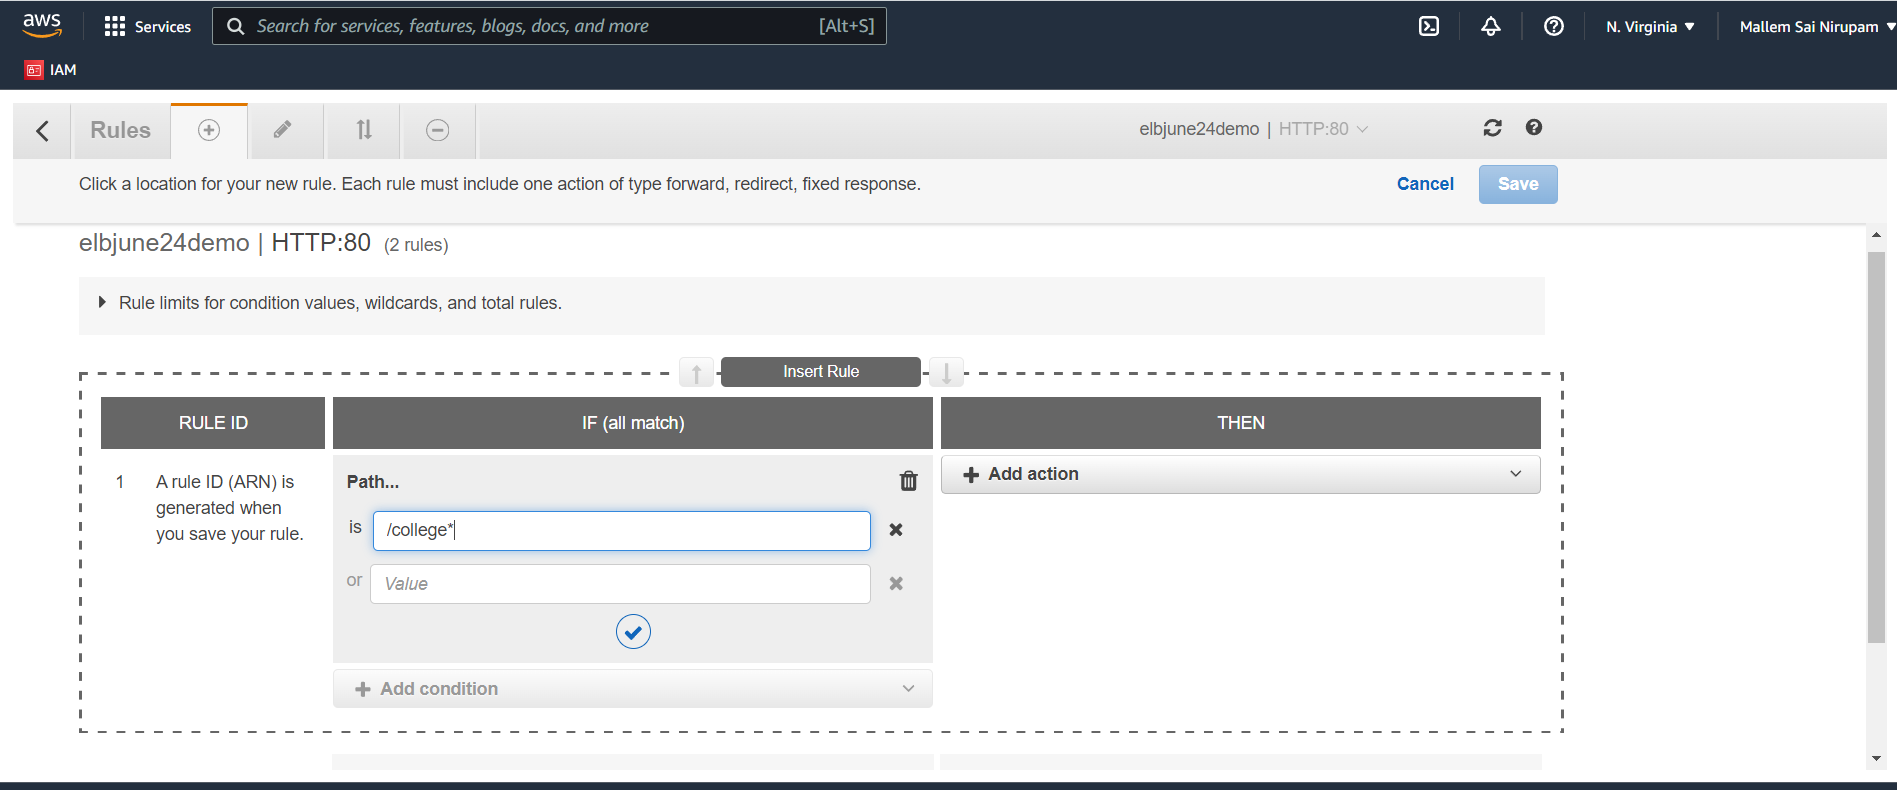 aws
Services
Search for services, features, blogs, docs, and more
[Alt+S]
N. Virginia
Mallem Sai Nirupam
IAM
Rules
elbjune24demo | HTTP:80
Click a location for your new rule. Each rule must include one action of type forward, redirect, fixed response.
Cancel
Save
elbjune24demo | HTTP:80 (2 rules)
Rule limits for condition values, wildcards, and total rules.
Insert Rule
RULE ID
IF (all match)
THEN
1
A rule ID (ARN) is
generated when
you save your rule.
Path...
is
/college*
or
Value
Add condition
Add action